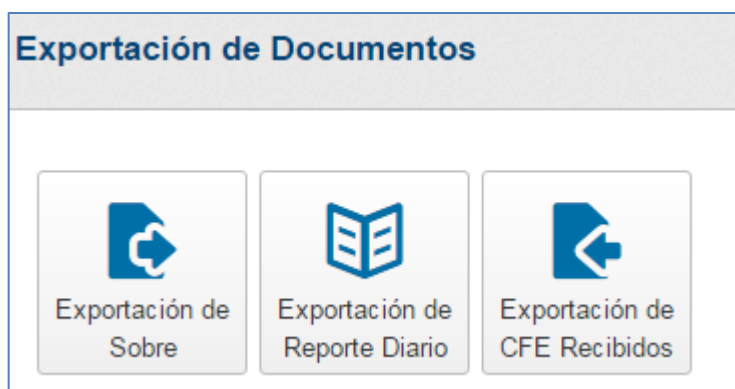 Exportación de Documentos
Exportación de
Sobre
Exportación de
Reporte Diario
Exportación de
CFE Recibidos